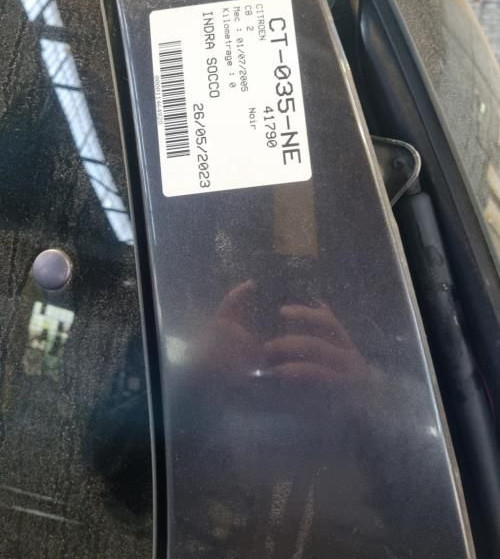 CT-035-NE
41790
CITROEN
C8 2
Noir
Mec : 01/07/2005
Kilometrage : 0
INDRA SOCCO
26/05/2023